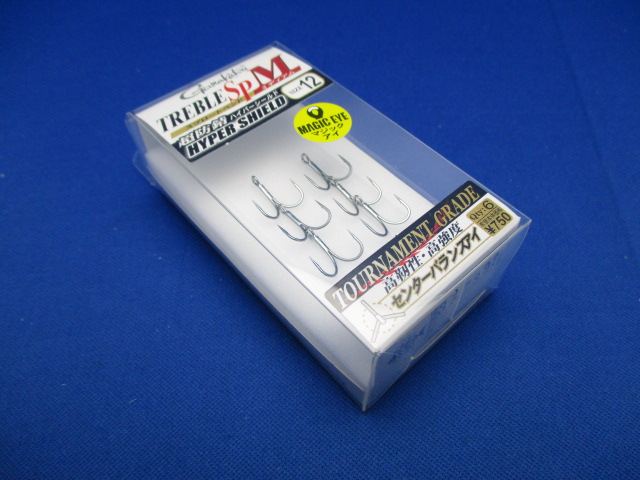 Gamakatsu
TREBLE Sp M
SIZE 12
超防錆 ハイパーシールド
HYPER SHIELD
MAGIC EYE
マジック
アイ
TOURNAMENT GRADE
Qty. 6
¥750
高靭性・高強度
センターバランスアイ